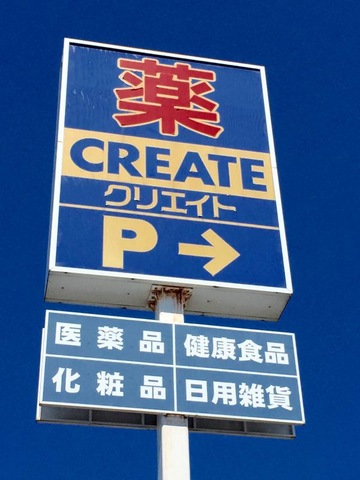 薬
CREATE
クリエイト
P→
医薬品 健康食品
化粧品 日用雑貨